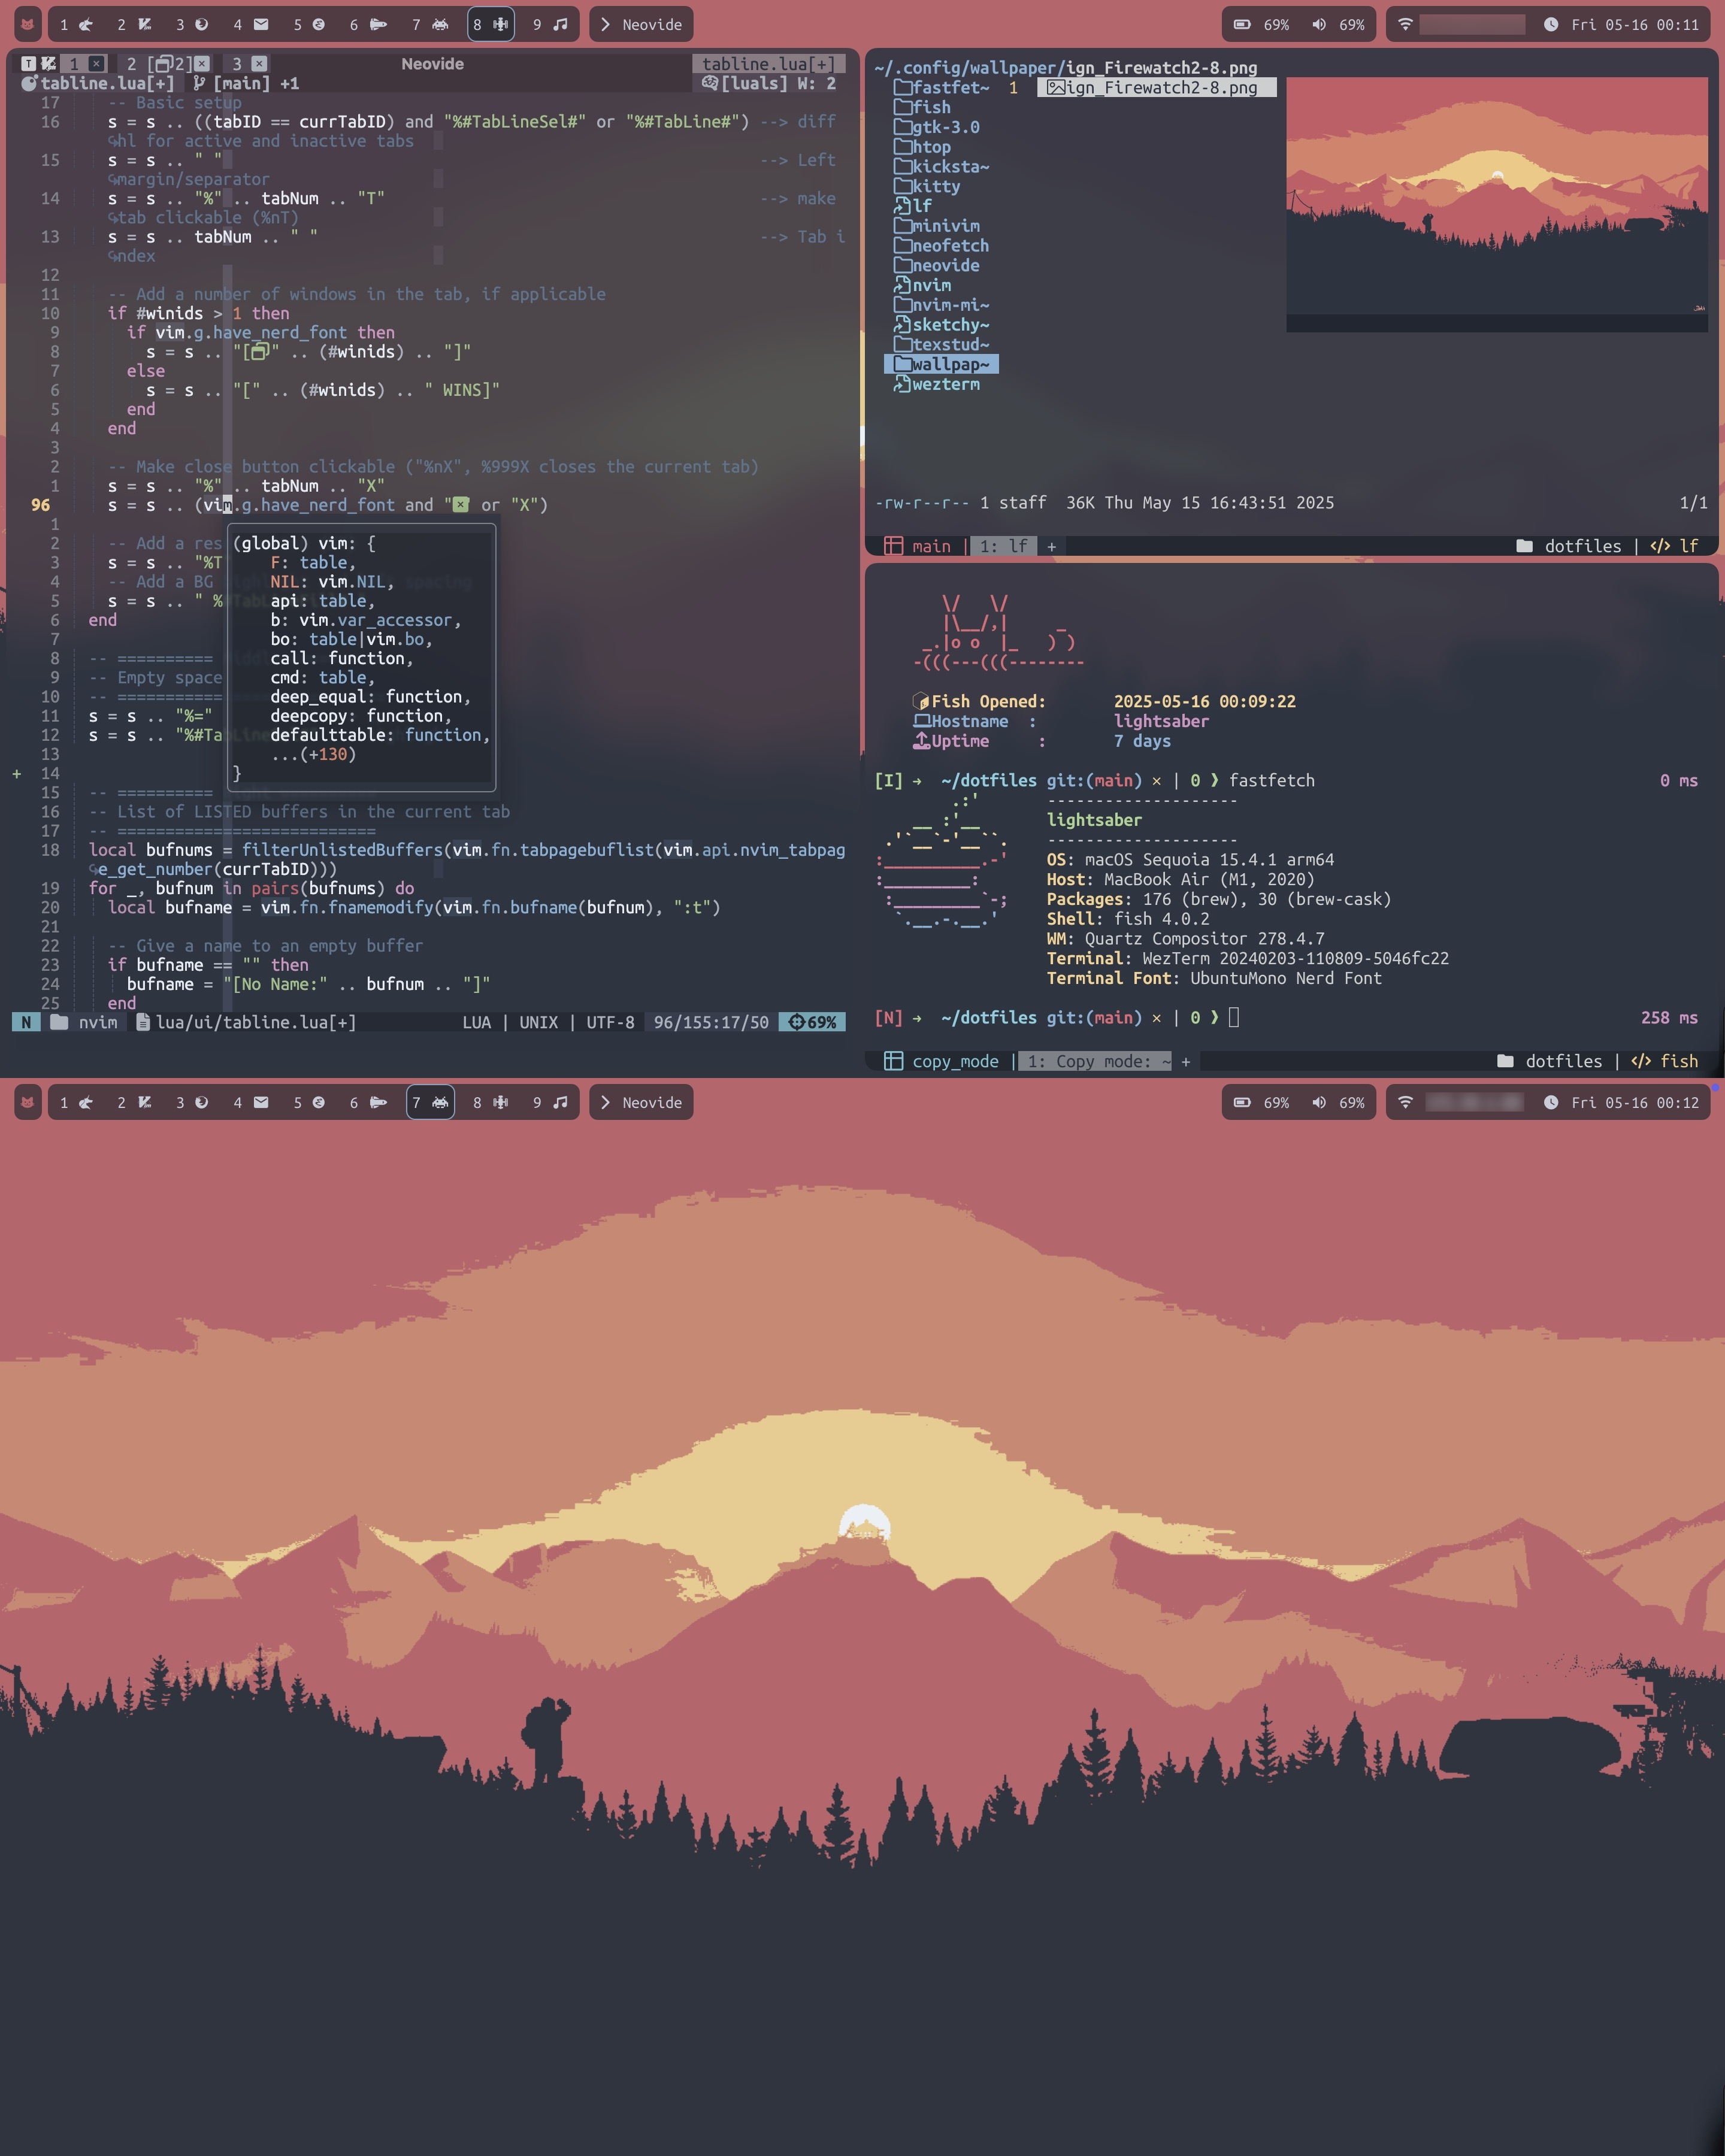 1 2 3 4 5 6 7 8 9 Neovide 69% 69% Fri 05-16 00:11
T 1 2 [2] 3 Neovide tabline.lua[+]
tabline.lua[+] [main] +1 [luals] W: 2
17 -- Basic setup
16 s = s .. ((tabID == currTabID) and "%#TabLineSel#" or "%#TabLine#") --> diff
hl for active and inactive tabs
15 s = s .. " " --> Left
margin/separator
14 s = s .. "%" .. tabNum .. "T" --> make
tab clickable (%nT)
13 s = s .. tabNum .. " " --> Tab i
ndex
12
11 -- Add a number of windows in the tab, if applicable
10 if #winids > 1 then
9 if vim.g.have_nerd_font then
8 s = s .. "[" .. (#winids) .. "]"
7 else
6 s = s .. "[" .. (#winids) .. " WINS]"
5 end
4 end
3
2 -- Make close button clickable ("%nX", %999X closes the current tab)
1 s = s .. "%" .. tabNum .. "X"
96 s = s .. (vim.g.have_nerd_font and "" or "X")
1
2 -- Add a res
3 s = s .. "%T
4 -- Add a BG spacing
5 s = s .. " %
6 end
7
8 -- ==========
9 -- Empty space
10 -- ===========
11 s = s .. "%="
12 s = s .. "%#Ta
13
+ 14
15 -- ==========
16 -- List of LISTED buffers in the current tab
17 -- ===========================
18 local bufnums = filterUnlistedBuffers(vim.fn.tabpagebuflist(vim.api.nvim_tabpag
e_get_number(currTabID)))
19 for _, bufnum in pairs(bufnums) do
20 local bufname = vim.fn.fnamemodify(vim.fn.bufname(bufnum), ":t")
21
22 -- Give a name to an empty buffer
23 if bufname == "" then
24 bufname = "[No Name:" .. bufnum .. "]"
25 end
(global) vim: {
F: table,
NIL: vim.NIL,
api: table,
b: vim.var_accessor,
bo: table|vim.bo,
call: function,
cmd: table,
deep_equal: function,
deepcopy: function,
defaulttable: function,
...(+130)
}
N nvim lua/ui/tabline.lua[+] LUA | UNIX | UTF-8 96/155:17/50 69%
~/.config/wallpaper/ign_Firewatch2-8.png
fastfet~ 1 ign_Firewatch2-8.png
fish
gtk-3.0
htop
kicksta~
kitty
lf
minivim
neofetch
neovide
nvim
nvim-mi~
sketchy~
texstud~
wallpap~
wezterm
-rw-r--r-- 1 staff 36K Thu May 15 16:43:51 2025 1/1
main | 1: lf + dotfiles | </> lf
\/   \/
|\__/,|     _
_.|o o  |_   ) )
-(((---(((--------
Fish Opened: 2025-05-16 00:09:22
Hostname : lightsaber
Uptime : 7 days
[I] → ~/dotfiles git:(main) × | 0 ❯ fastfetch 0 ms
--------------------
lightsaber
-------------------
OS: macOS Sequoia 15.4.1 arm64
Host: MacBook Air (M1, 2020)
Packages: 176 (brew), 30 (brew-cask)
Shell: fish 4.0.2
WM: Quartz Compositor 278.4.7
Terminal: WezTerm 20240203-110809-5046fc22
Terminal Font: UbuntuMono Nerd Font
[N] → ~/dotfiles git:(main) × | 0 ❯ 258 ms
copy_mode | 1: Copy mode: ~ + dotfiles | </> fish
1 2 3 4 5 6 7 8 9 Neovide 69% 69% Fri 05-16 00:12